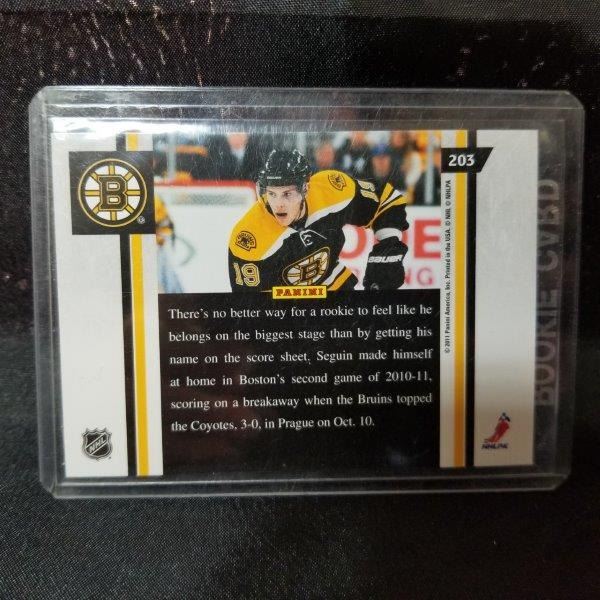 203
B
19
19
BAUER
PANINI
There's no better way for a rookie to feel like he
belongs on the biggest stage than by getting his
name on the score sheet. Seguin made himself
at home in Boston's second game of 2010-11,
scoring on a breakaway when the Bruins topped
the Coyotes, 3-0, in Prague on Oct. 10.
NHL
NHLPA
© 2011 Panini America, Inc. Printed in the USA. © NHL © NHLPA
ROOKIE CARD